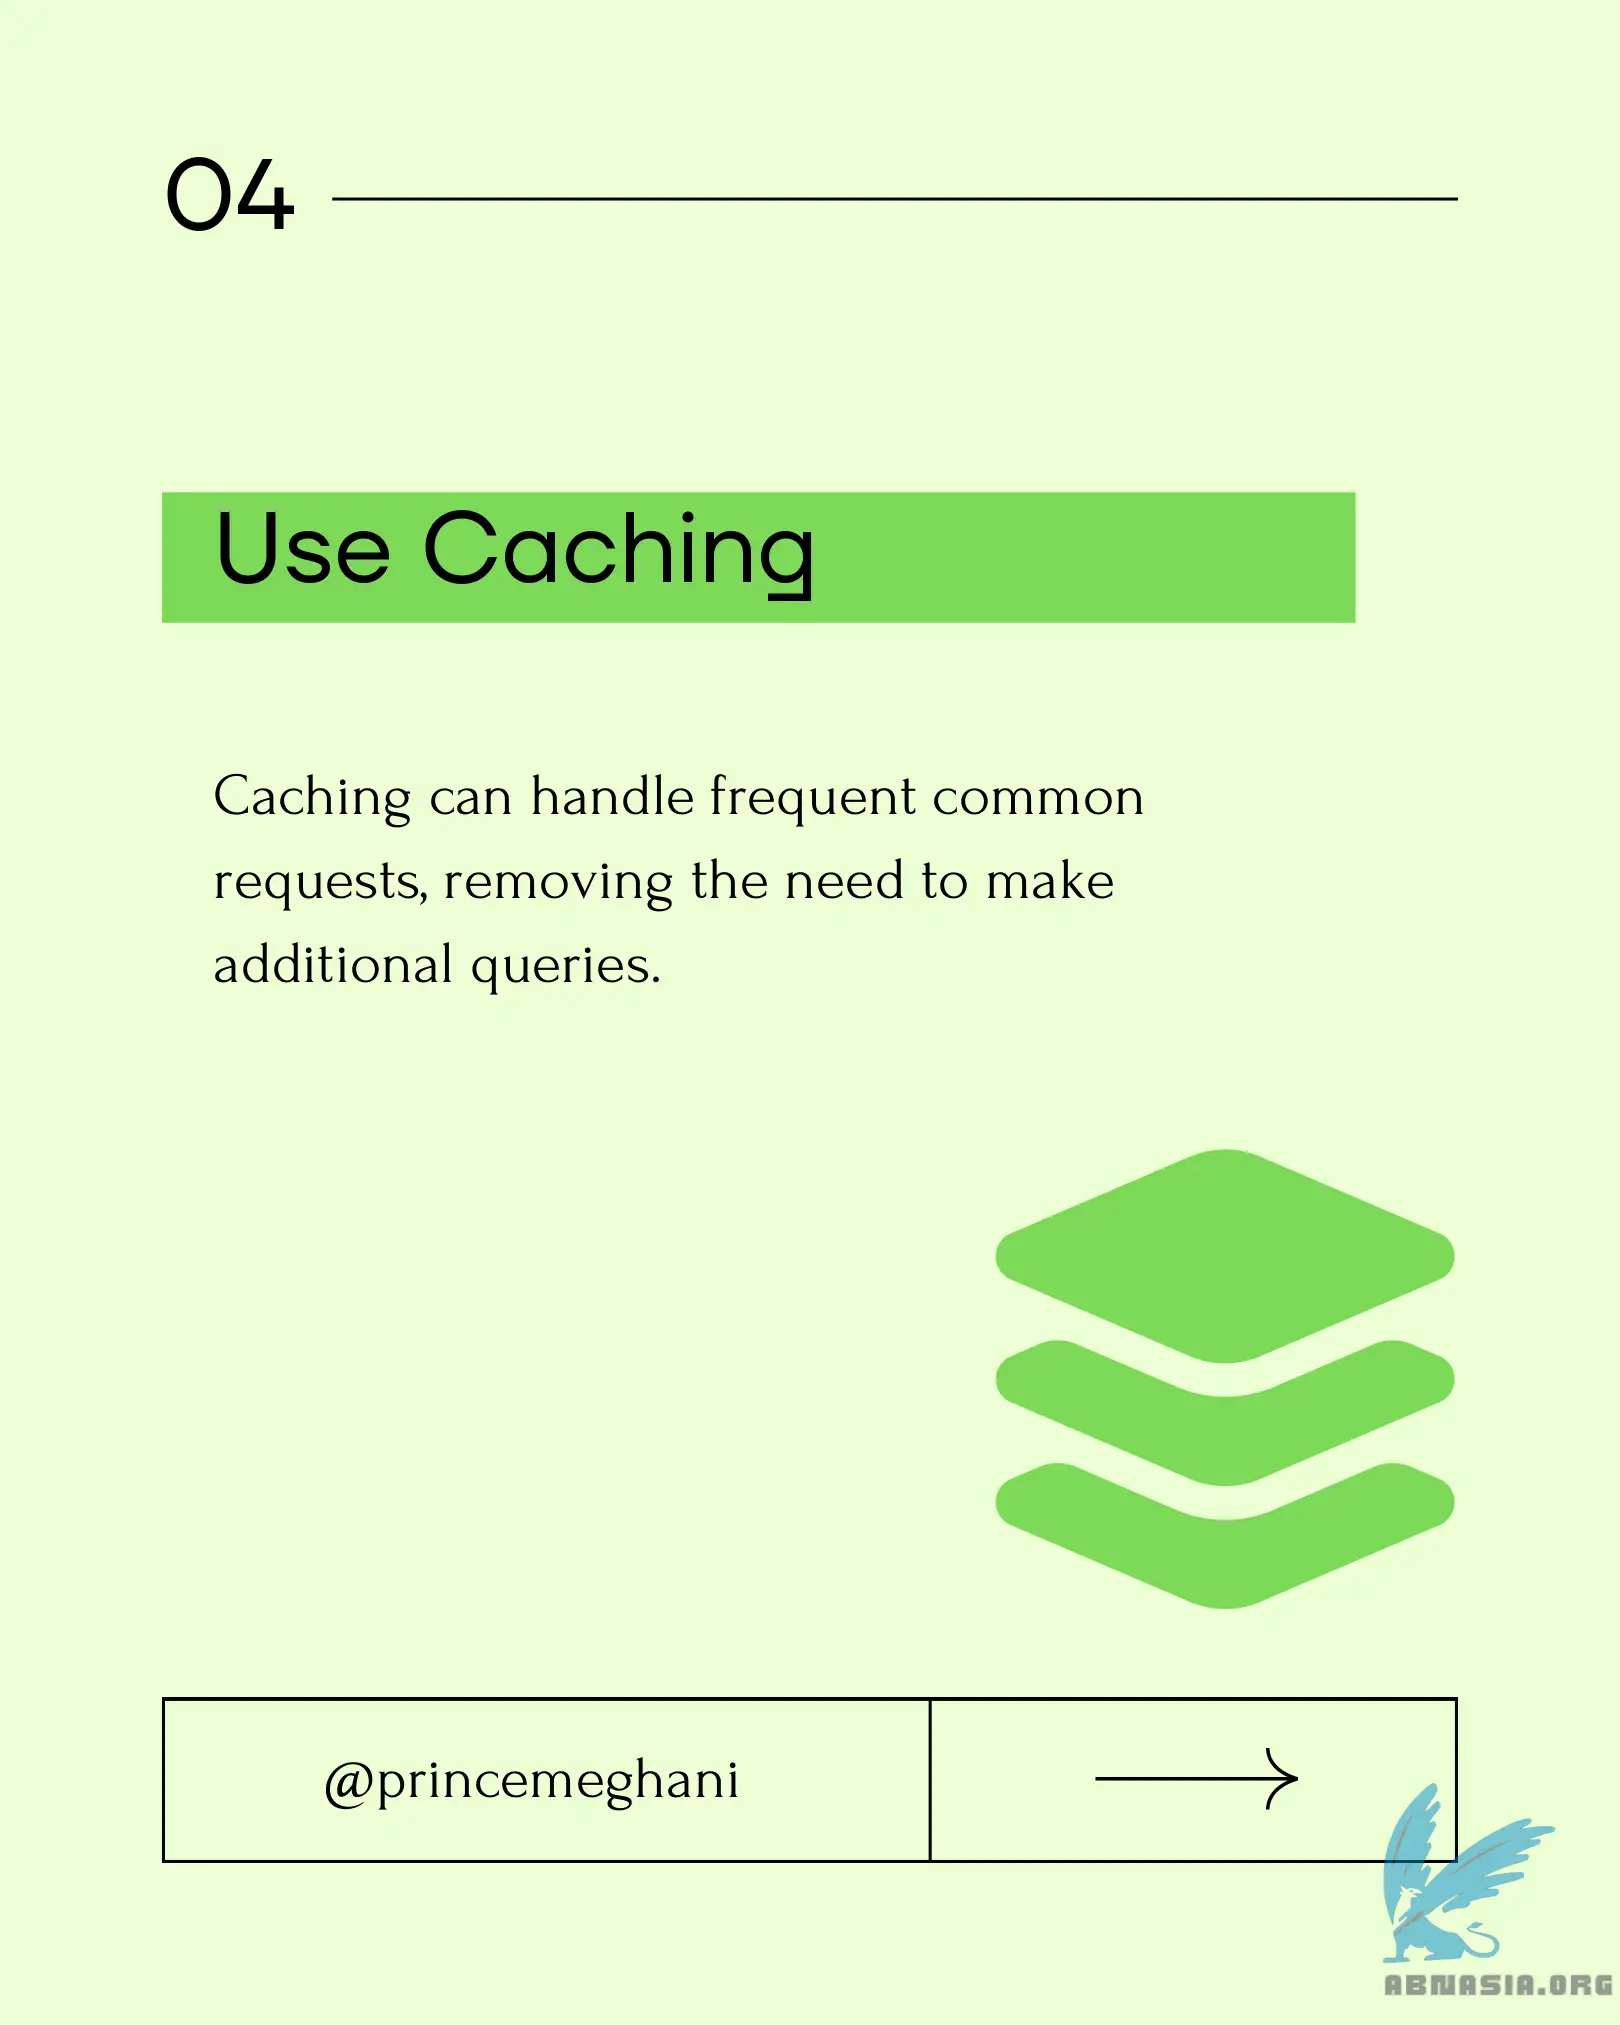 04
Use Caching
Caching can handle frequent common
requests, removing the need to make
additional queries.
@princemeghani
ABNASIA.ORG